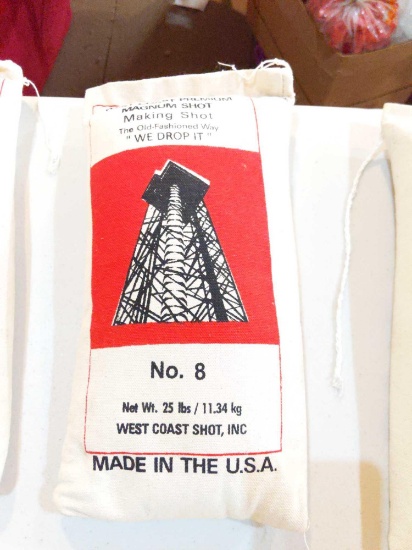 PREMIUM
MAGNUM SHOT
Making Shot
The Old-Fashioned Way
" WE DROP IT "
No. 8
Net Wt. 25 lbs / 11.34 kg
WEST COAST SHOT, INC
MADE IN THE U.S.A.